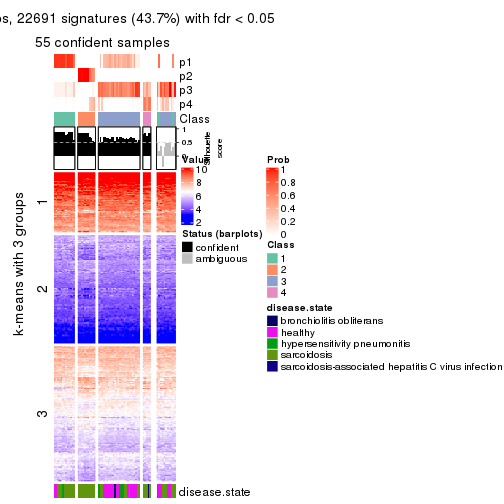 os, 22691 signatures (43.7%) with fdr < 0.05
55 confident samples
p1
p2
p3
p4
Class
1
0.5
0
Silhouette
score
k-means with 3 groups
1
2
3
disease.state
Value
10
8
6
4
2
Status (barplots)
confident
ambiguous
Prob
1
0.8
0.6
0.4
0.2
0
Class
1
2
3
4
disease.state
bronchiolitis obliterans
healthy
hypersensitivity pneumonitis
sarcoidosis
sarcoidosis-associated hepatitis C virus infection